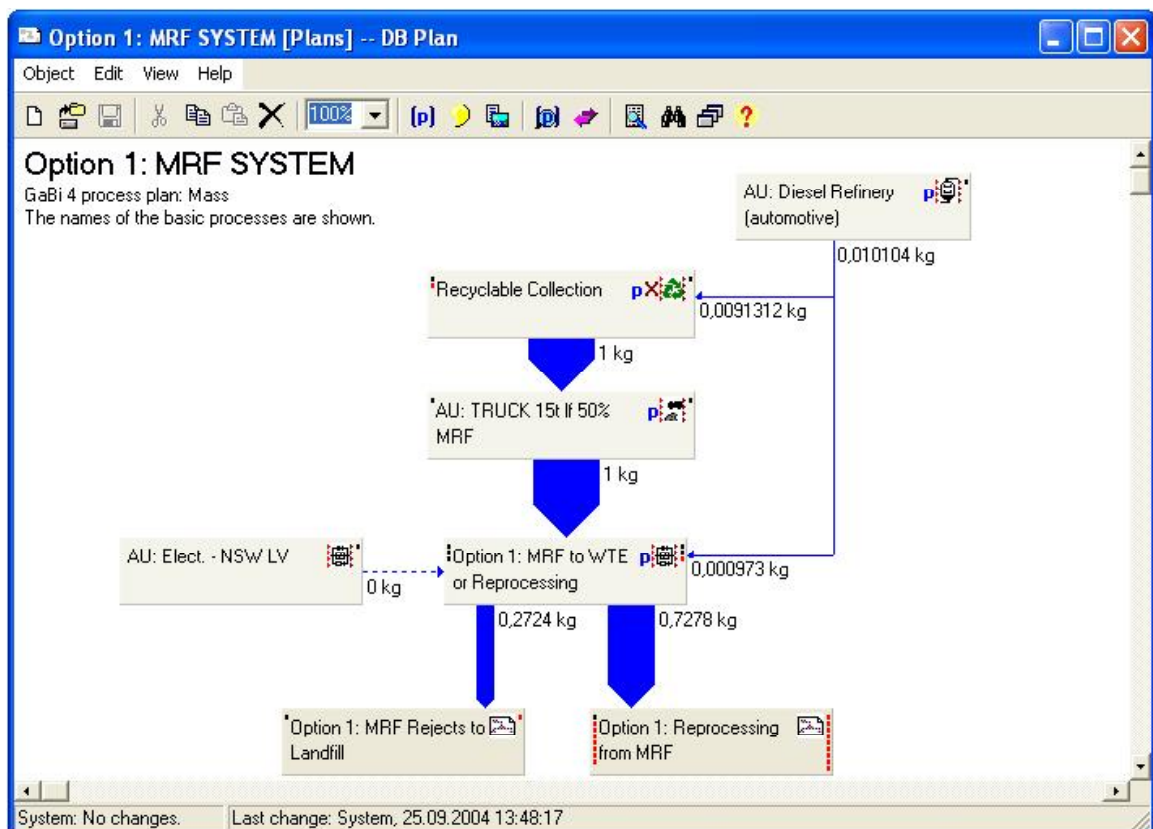 Option 1: MRF SYSTEM [Plans] -- DB Plan
Object Edit View Help
100% (p) (p) ?
Option 1: MRF SYSTEM
GaBi 4 process plan: Mass
The names of the basic processes are shown.
AU: Diesel Refinery p
(automotive)
0,010104 kg
Recyclable Collection pX
0,0091312 kg
1 kg
AU: TRUCK 15t lf 50% p
MRF
1 kg
AU: Elect. - NSW LV
0 kg
Option 1: MRF to WTE p
or Reprocessing
0,000973 kg
0,2724 kg
0,7278 kg
Option 1: MRF Rejects to
Landfill
Option 1: Reprocessing
from MRF
System: No changes.
Last change: System, 25.09.2004 13:48:17